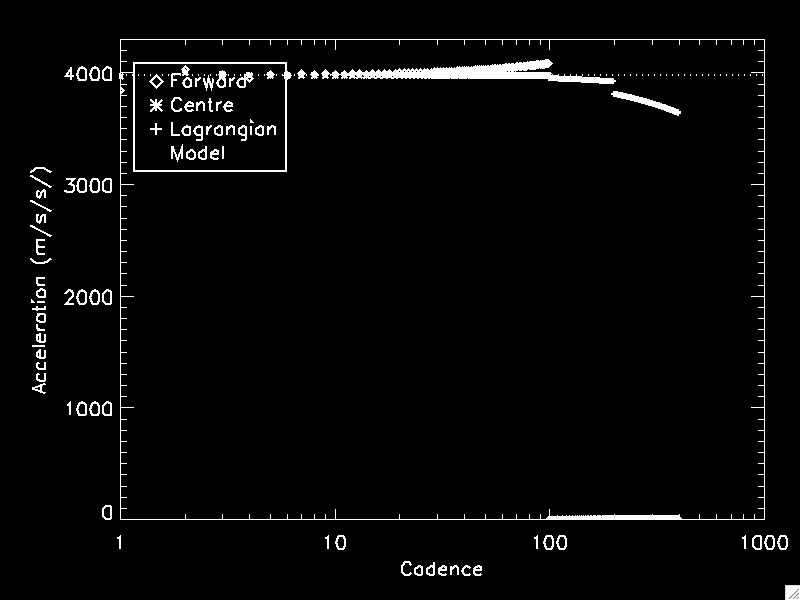 4000
3000
2000
1000
0
Acceleration (m/s/s/)
Forward
Centre
Lagrangian
Model
1 10 100 1000
Cadence